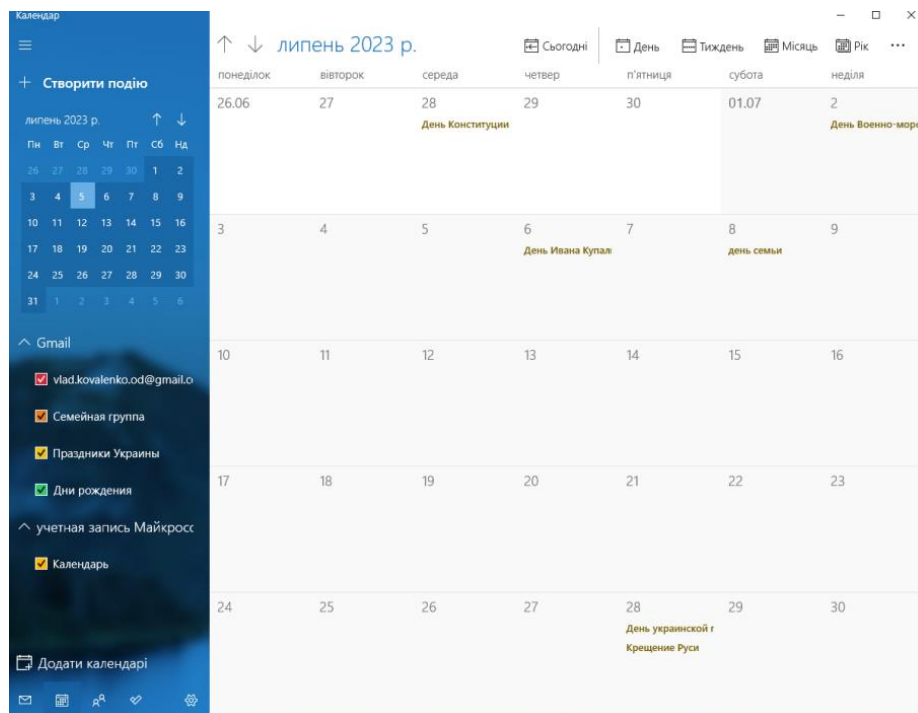 Календар
липень 2023 р.
Сьогодні День Тиждень Місяць Рік
Створити подію
липень 2023 р.
Пн Вт Ср Чт Пт Сб Нд
26 27 28 29 30 1 2
3 4 5 6 7 8 9
10 11 12 13 14 15 16
17 18 19 20 21 22 23
24 25 26 27 28 29 30
31 1 2 3 4 5 6
Gmail
vlad.kovalenko.od@gmail.co
Семейная группа
Праздники Украины
Дни рождения
учетная запись Майкросс
Календарь
Додати календарі
понеділок вівторок середа четвер п'ятниця субота неділя
26.06 27 28 29 30 01.07 2
День Конституции День Военно-морс
3 4 5 6 7 8 9
День Ивана Купал день семьи
10 11 12 13 14 15 16
17 18 19 20 21 22 23
24 25 26 27 28 29 30
День украинской г
Крещение Руси